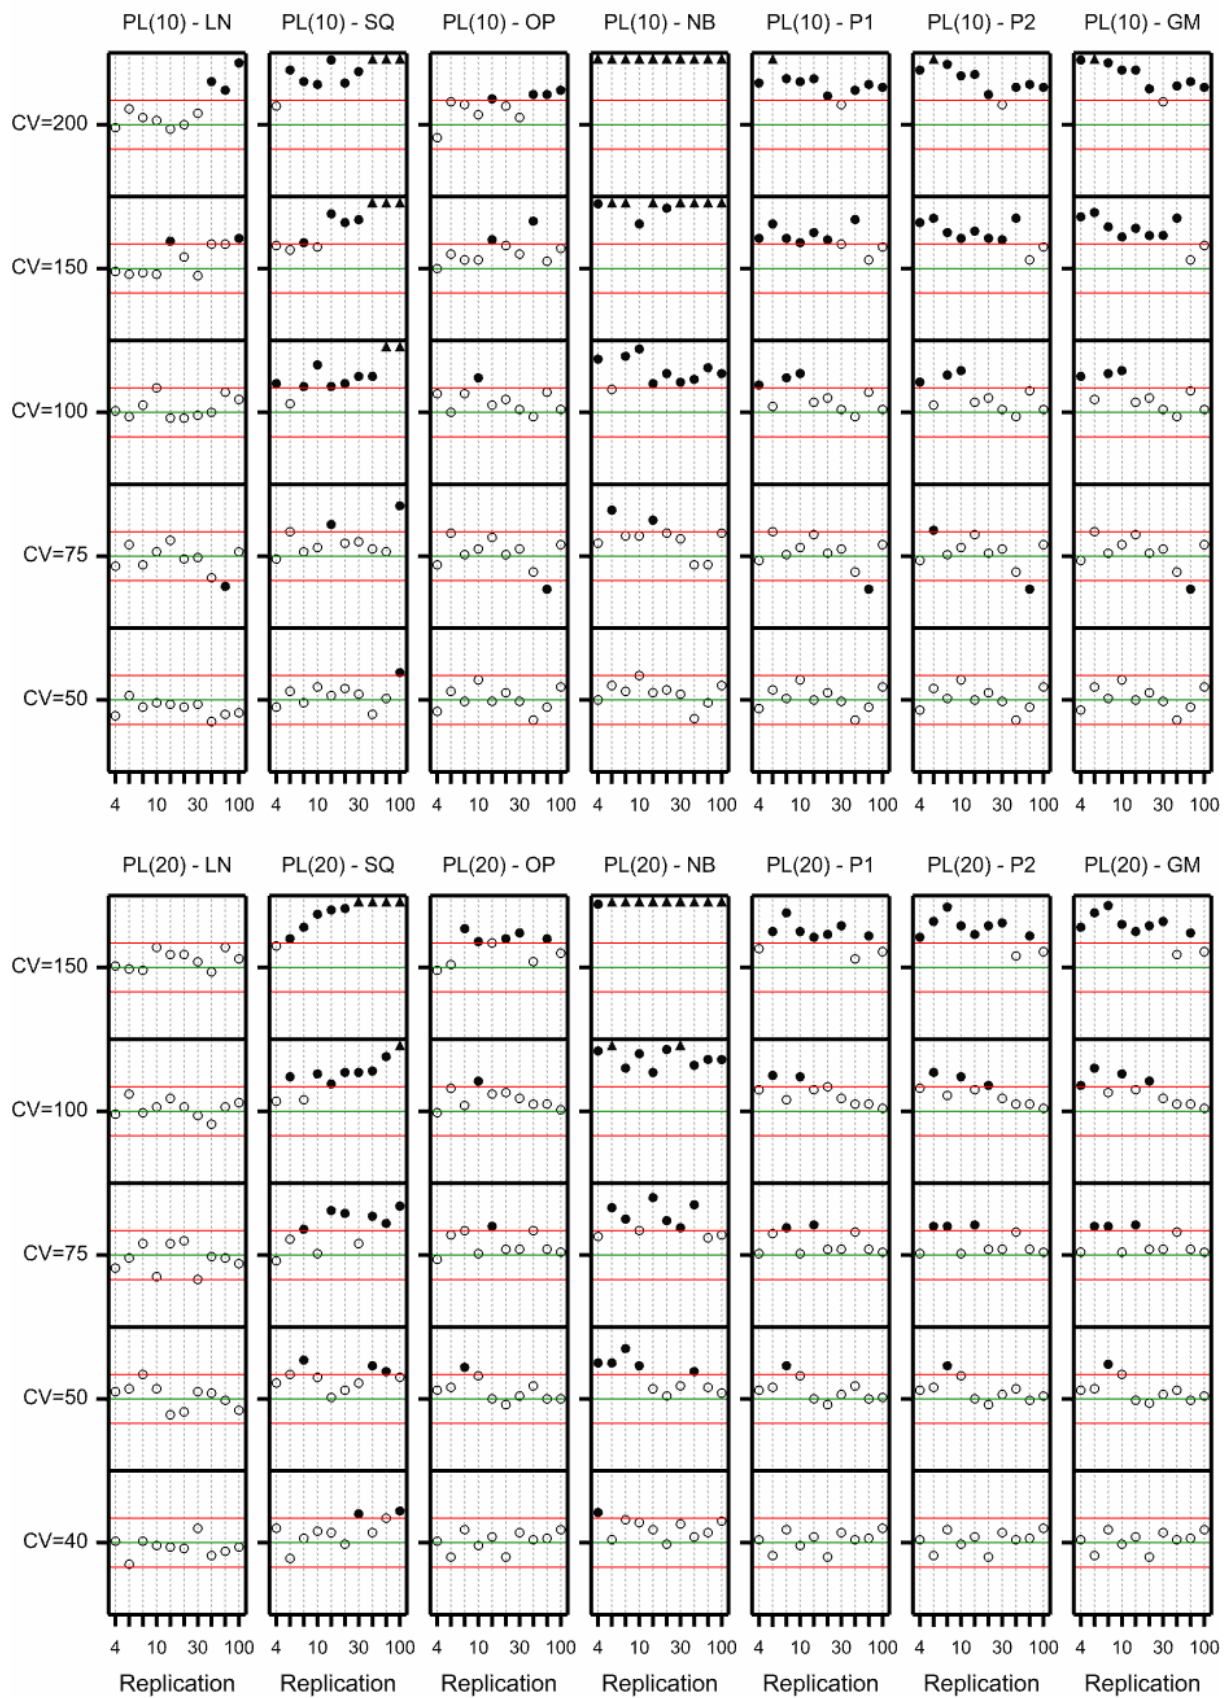 PL(10) - LN PL(10) - SQ PL(10) - OP PL(10) - NB PL(10) - P1 PL(10) - P2 PL(10) - GM
CV=200
CV=150
CV=100
CV=75
CV=50
4 10 30 100 4 10 30 100 4 10 30 100 4 10 30 100 4 10 30 100 4 10 30 100 4 10 30 100
PL(20) - LN PL(20) - SQ PL(20) - OP PL(20) - NB PL(20) - P1 PL(20) - P2 PL(20) - GM
CV=150
CV=100
CV=75
CV=50
CV=40
4 10 30 100 4 10 30 100 4 10 30 100 4 10 30 100 4 10 30 100 4 10 30 100 4 10 30 100
Replication Replication Replication Replication Replication Replication Replication